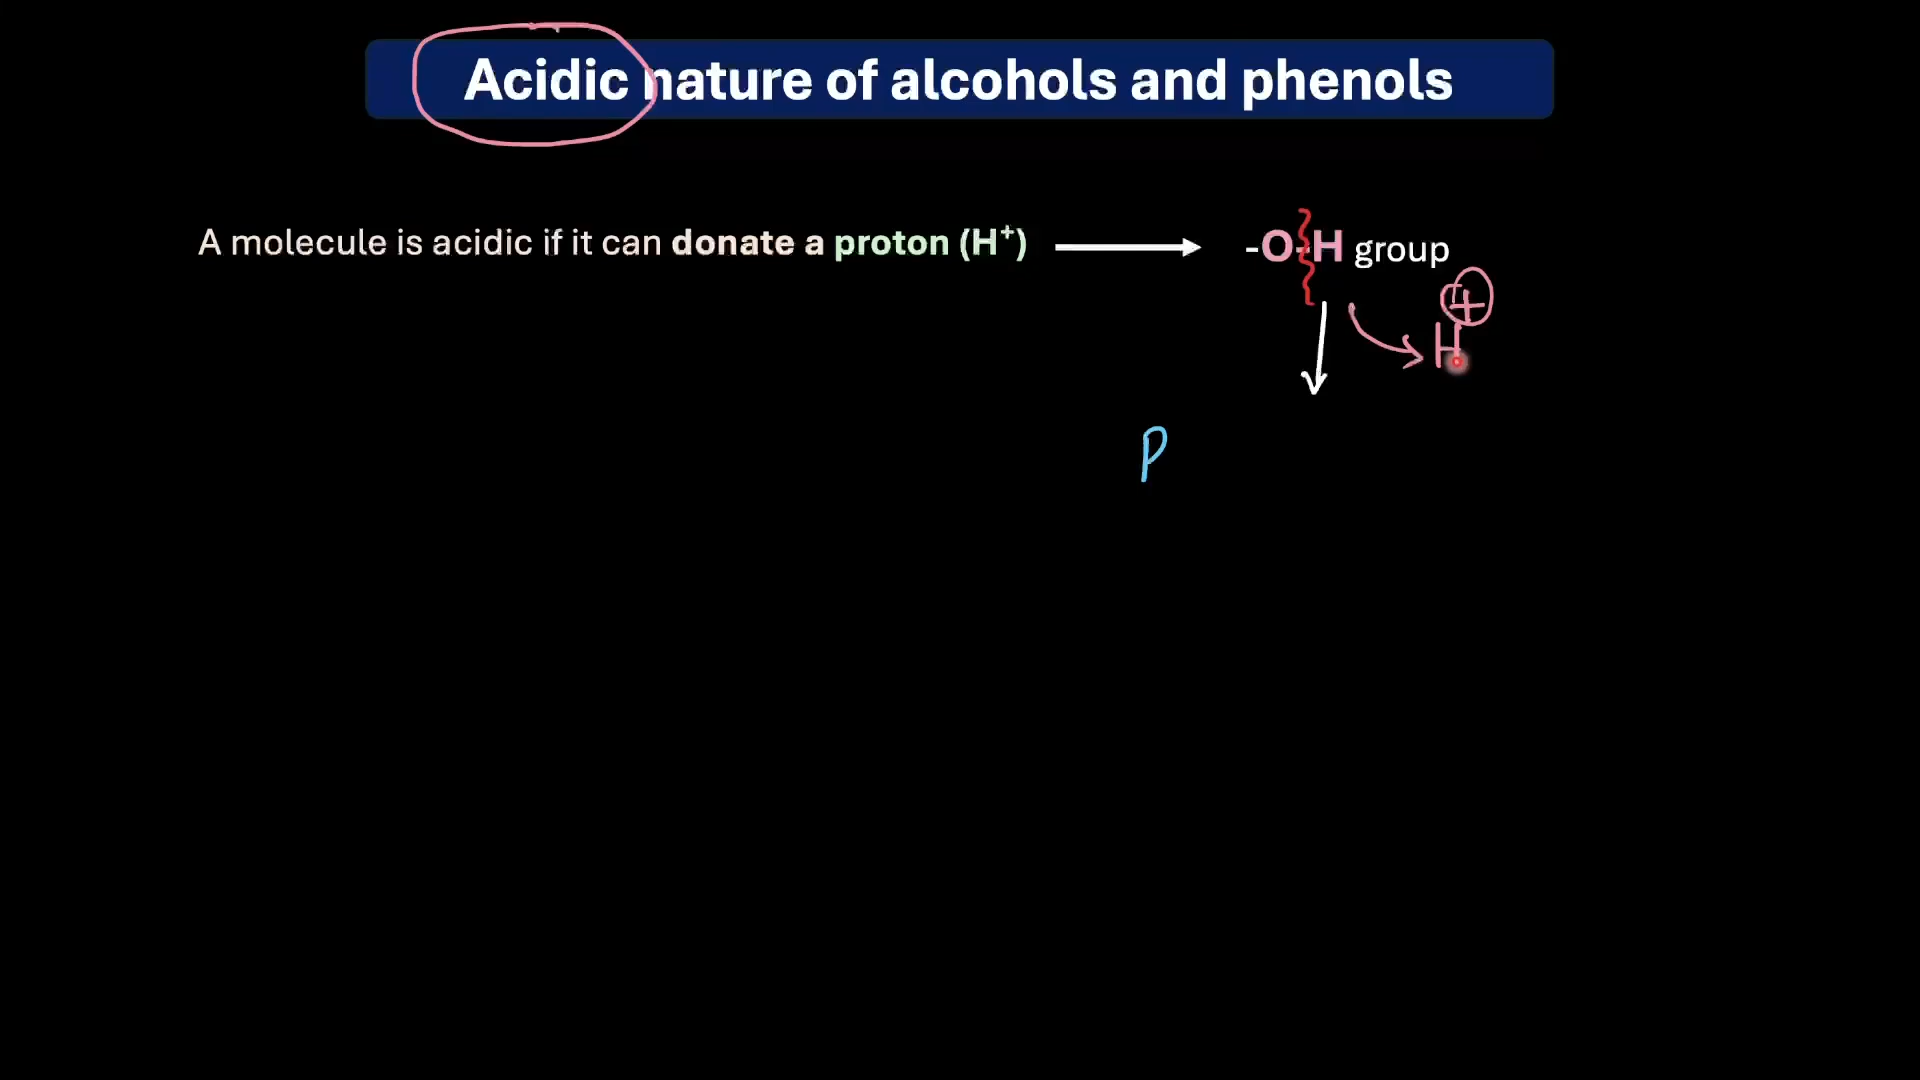 Acidic nature of alcohols and phenols
A molecule is acidic if it can donate a proton (H⁺)
-O-H group
H⊕
P